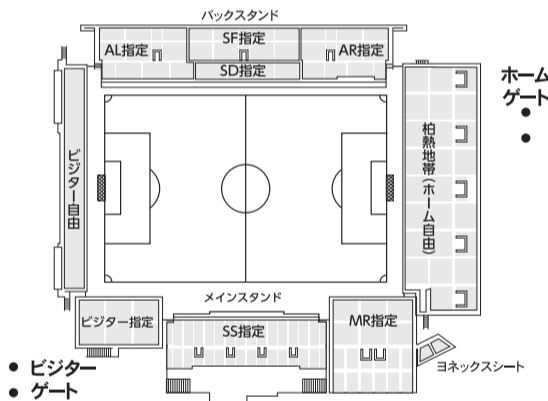 バックスタンド
AL指定
SF指定
AR指定
SD指定
ホーム
ゲート
柏熱地帯(ホーム自由)
ビジター自由
メインスタンド
ビジター指定
SS指定
MR指定
ヨネックスシート
ビジター
ゲート